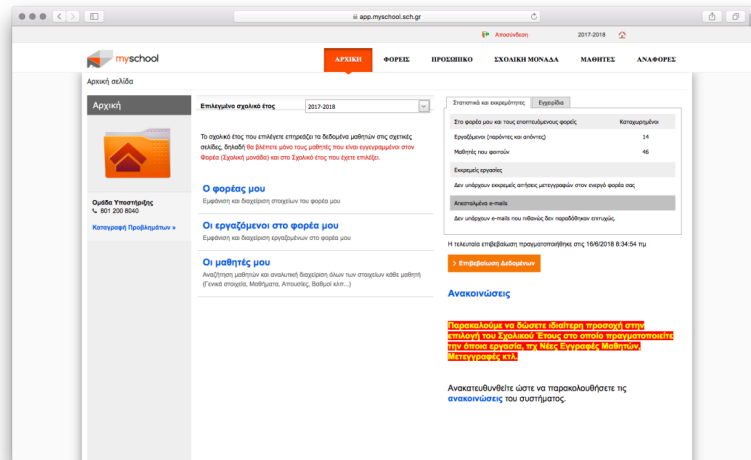 app.myschool.sch.gr
Αποσύνδεση
2017-2018
myschool
ΑΡΧΙΚΗ ΦΟΡΕΙΣ ΠΡΟΣΩΠΙΚΟ ΣΧΟΛΙΚΗ ΜΟΝΑΔΑ ΜΑΘΗΤΕΣ ΑΝΑΦΟΡΕΣ
Αρχική σελίδα
Αρχική
Ομάδα Υποστήριξης
801 200 8040
Καταγραφή Προβλημάτων »
Επιλεγμένο σχολικό έτος 2017-2018
Το σχολικό έτος που επιλέγετε επηρεάζει τα δεδομένα μαθητών στις σχετικές
σελίδες, δηλαδή θα βλέπετε μόνο τους μαθητές που είναι εγγεγραμμένοι στον
Φορέα (Σχολική μονάδα) και στο Σχολικό έτος που έχετε επιλέξει.
Ο φορέας μου
Εμφάνιση και διαχείριση στοιχείων του φορέα μου
Οι εργαζόμενοι στο φορέα μου
Εμφάνιση και διαχείριση εργαζομένων στο φορέα μου
Οι μαθητές μου
Αναζήτηση μαθητών και αναλυτική διαχείριση όλων των στοιχείων κάθε μαθητή
(Γενικά στοιχεία, Μαθήματα, Απουσίες, Βαθμοί κλπ...)
Στατιστικά και εκκρεμότητες Εγχειρίδια
Στο φορέα μου και τους εποπτευόμενους φορείς Καταχωρημένοι
Εργαζόμενοι (παρόντες και απόντες) 14
Μαθητές που φοιτούν 46
Εκκρεμείς εργασίες
Δεν υπάρχουν εκκρεμείς αιτήσεις μετεγγραφών στον ενεργό φορέα σας
Απεσταλμένα e-mails
Δεν υπάρχουν e-mails που πιθανώς δεν παραδόθηκαν επιτυχώς.
Η τελευταία επιβεβαίωση πραγματοποιήθηκε στις 16/6/2018 8:34:54 πμ
> Επιβεβαίωση Δεδομένων
Ανακοινώσεις
Παρακαλούμε να δώσετε ιδιαίτερη προσοχή στην
επιλογή του Σχολικού Έτους στο οποίο πραγματοποιείτε
την όποια εργασία, πχ Νέες Εγγραφές Μαθητών,
Μετεγγραφές κτλ.
Ανακατευθυνθείτε ώστε να παρακολουθήσετε τις
ανακοινώσεις του συστήματος.